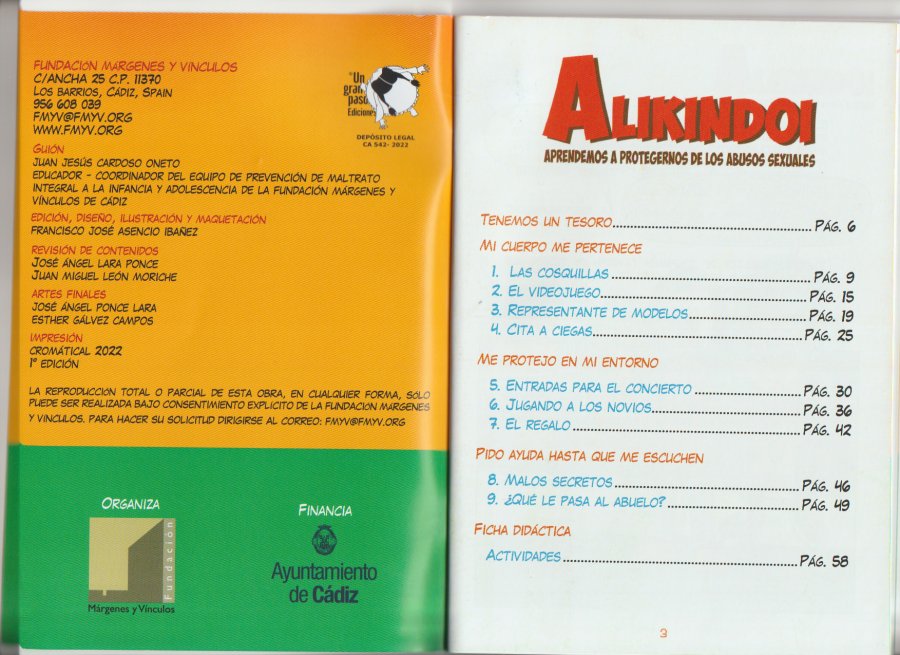 FUNDACIÓN MÁRGENES Y VÍNCULOS
C/ANCHA 25 C.P. 11370
LOS BARRIOS, CÁDIZ, SPAIN
956 608 039
FMYV@FMYV.ORG
WWW.FMYV.ORG
"Un
gran
paso"
Ediciones
DEPÓSITO LEGAL
CA 542- 2022
GUIÓN
JUAN JESÚS CARDOSO ONETO
EDUCADOR - COORDINADOR DEL EQUIPO DE PREVENCIÓN DE MALTRATO
INTEGRAL A LA INFANCIA Y ADOLESCENCIA DE LA FUNDACIÓN MÁRGENES Y
VÍNCULOS DE CÁDIZ
EDICIÓN, DISEÑO, ILUSTRACIÓN Y MAQUETACIÓN
FRANCISCO JOSÉ ASENCIO IBAÑEZ
REVISIÓN DE CONTENIDOS
JOSÉ ÁNGEL LARA PONCE
JUAN MIGUEL LEÓN MORICHE
ARTES FINALES
JOSÉ ÁNGEL PONCE LARA
ESTHER GÁLVEZ CAMPOS
IMPRESIÓN
CROMÁTICAL 2022
1º EDICIÓN
LA REPRODUCCIÓN TOTAL O PARCIAL DE ESTA OBRA, EN CUALQUIER FORMA, SÓLO
PUEDE SER REALIZADA BAJO CONSENTIMIENTO EXPLICITO DE LA FUNDACIÓN MÁRGENES
Y VINCULOS. PARA HACER SU SOLICITUD DIRIGIRSE AL CORREO: FMYV@FMYV.ORG
ORGANIZA
Fundación
Márgenes y Vínculos
FINANCIA
Ayuntamiento
de Cádiz
ALIKINDOI
APRENDEMOS A PROTEGERNOS DE LOS ABUSOS SEXUALES
TENEMOS UN TESORO.................................................. PÁG. 6
MI CUERPO ME PERTENECE
1. LAS COSQUILLAS.................................................. PÁG. 9
2. EL VIDEOJUEGO.................................................. PÁG. 15
3. REPRESENTANTE DE MODELOS.............................. PÁG. 19
4. CITA A CIEGAS.................................................. PÁG. 25
ME PROTEJO EN MI ENTORNO
5. ENTRADAS PARA EL CONCIERTO.......................... PÁG. 30
6. JUGANDO A LOS NOVIOS.................................... PÁG. 36
7. EL REGALO.................................................. PÁG. 42
PIDO AYUDA HASTA QUE ME ESCUCHEN
8. MALOS SECRETOS.............................................. PÁG. 46
9. ¿QUÉ LE PASA AL ABUELO?.................................. PÁG. 49
FICHA DIDÁCTICA
ACTIVIDADES.................................................. PÁG. 58
3